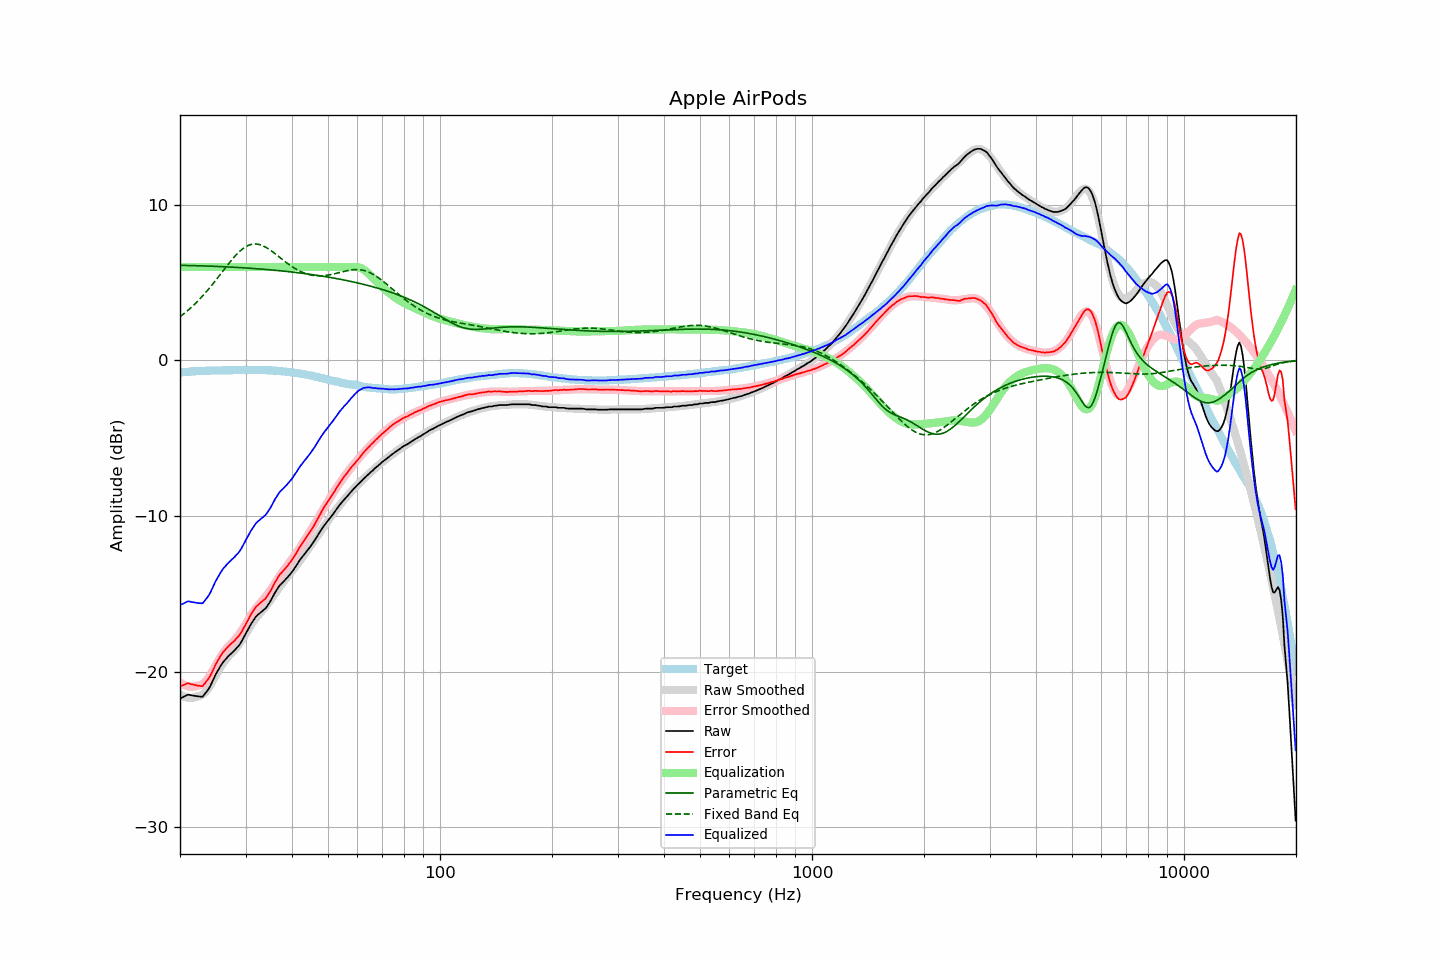 Apple AirPods
Amplitude (dBr)
10
0
−10
−20
−30
Target
Raw Smoothed
Error Smoothed
Raw
Error
Equalization
Parametric Eq
Fixed Band Eq
Equalized
100
1000
10000
Frequency (Hz)